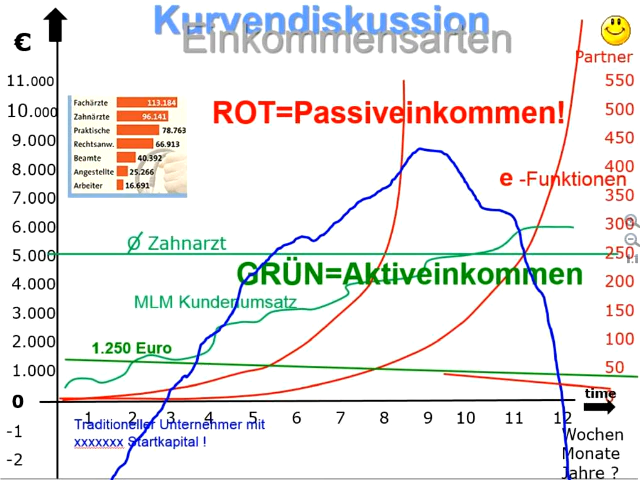 Kurvendiskussion
Einkommensarten
€
Partner
11.000
10.000
9.000
8.000
7.000
6.000
5.000
4.000
3.000
2.000
1.000
0
-1
-2
Fachärzte 113.184
Zahnärzte 96.141
Praktische 78.763
Rechtsanw. 66.913
Beamte 40.392
Angestellte 25.266
Arbeiter 16.691
ROT=Passiveinkommen!
e -Funktionen
Ø Zahnarzt
GRÜN=Aktiveinkommen
MLM Kundenumsatz
1.250 Euro
550
500
450
400
350
300
250
200
150
100
50
0
time
1 2 3 4 5 6 7 8 9 10 11 12
Traditioneller Unternehmer mit
xxxxxxx Startkapital !
Wochen
Monate
Jahre ?